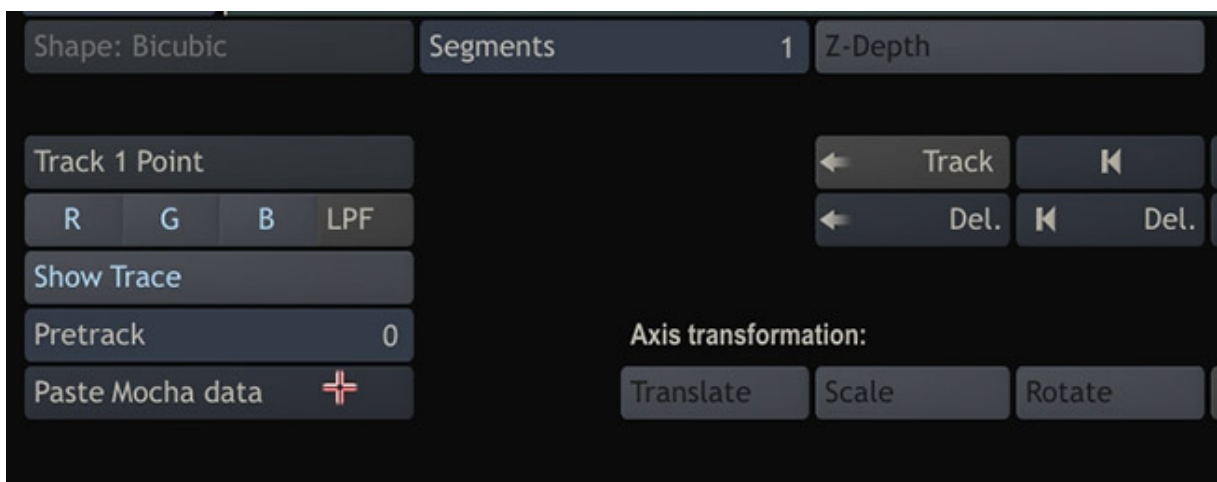 Shape: Bicubic Segments 1 Z-Depth
Track 1 Point Track
R G B LPF Del. Del.
Show Trace
Pretrack 0 Axis transformation:
Paste Mocha data Translate Scale Rotate